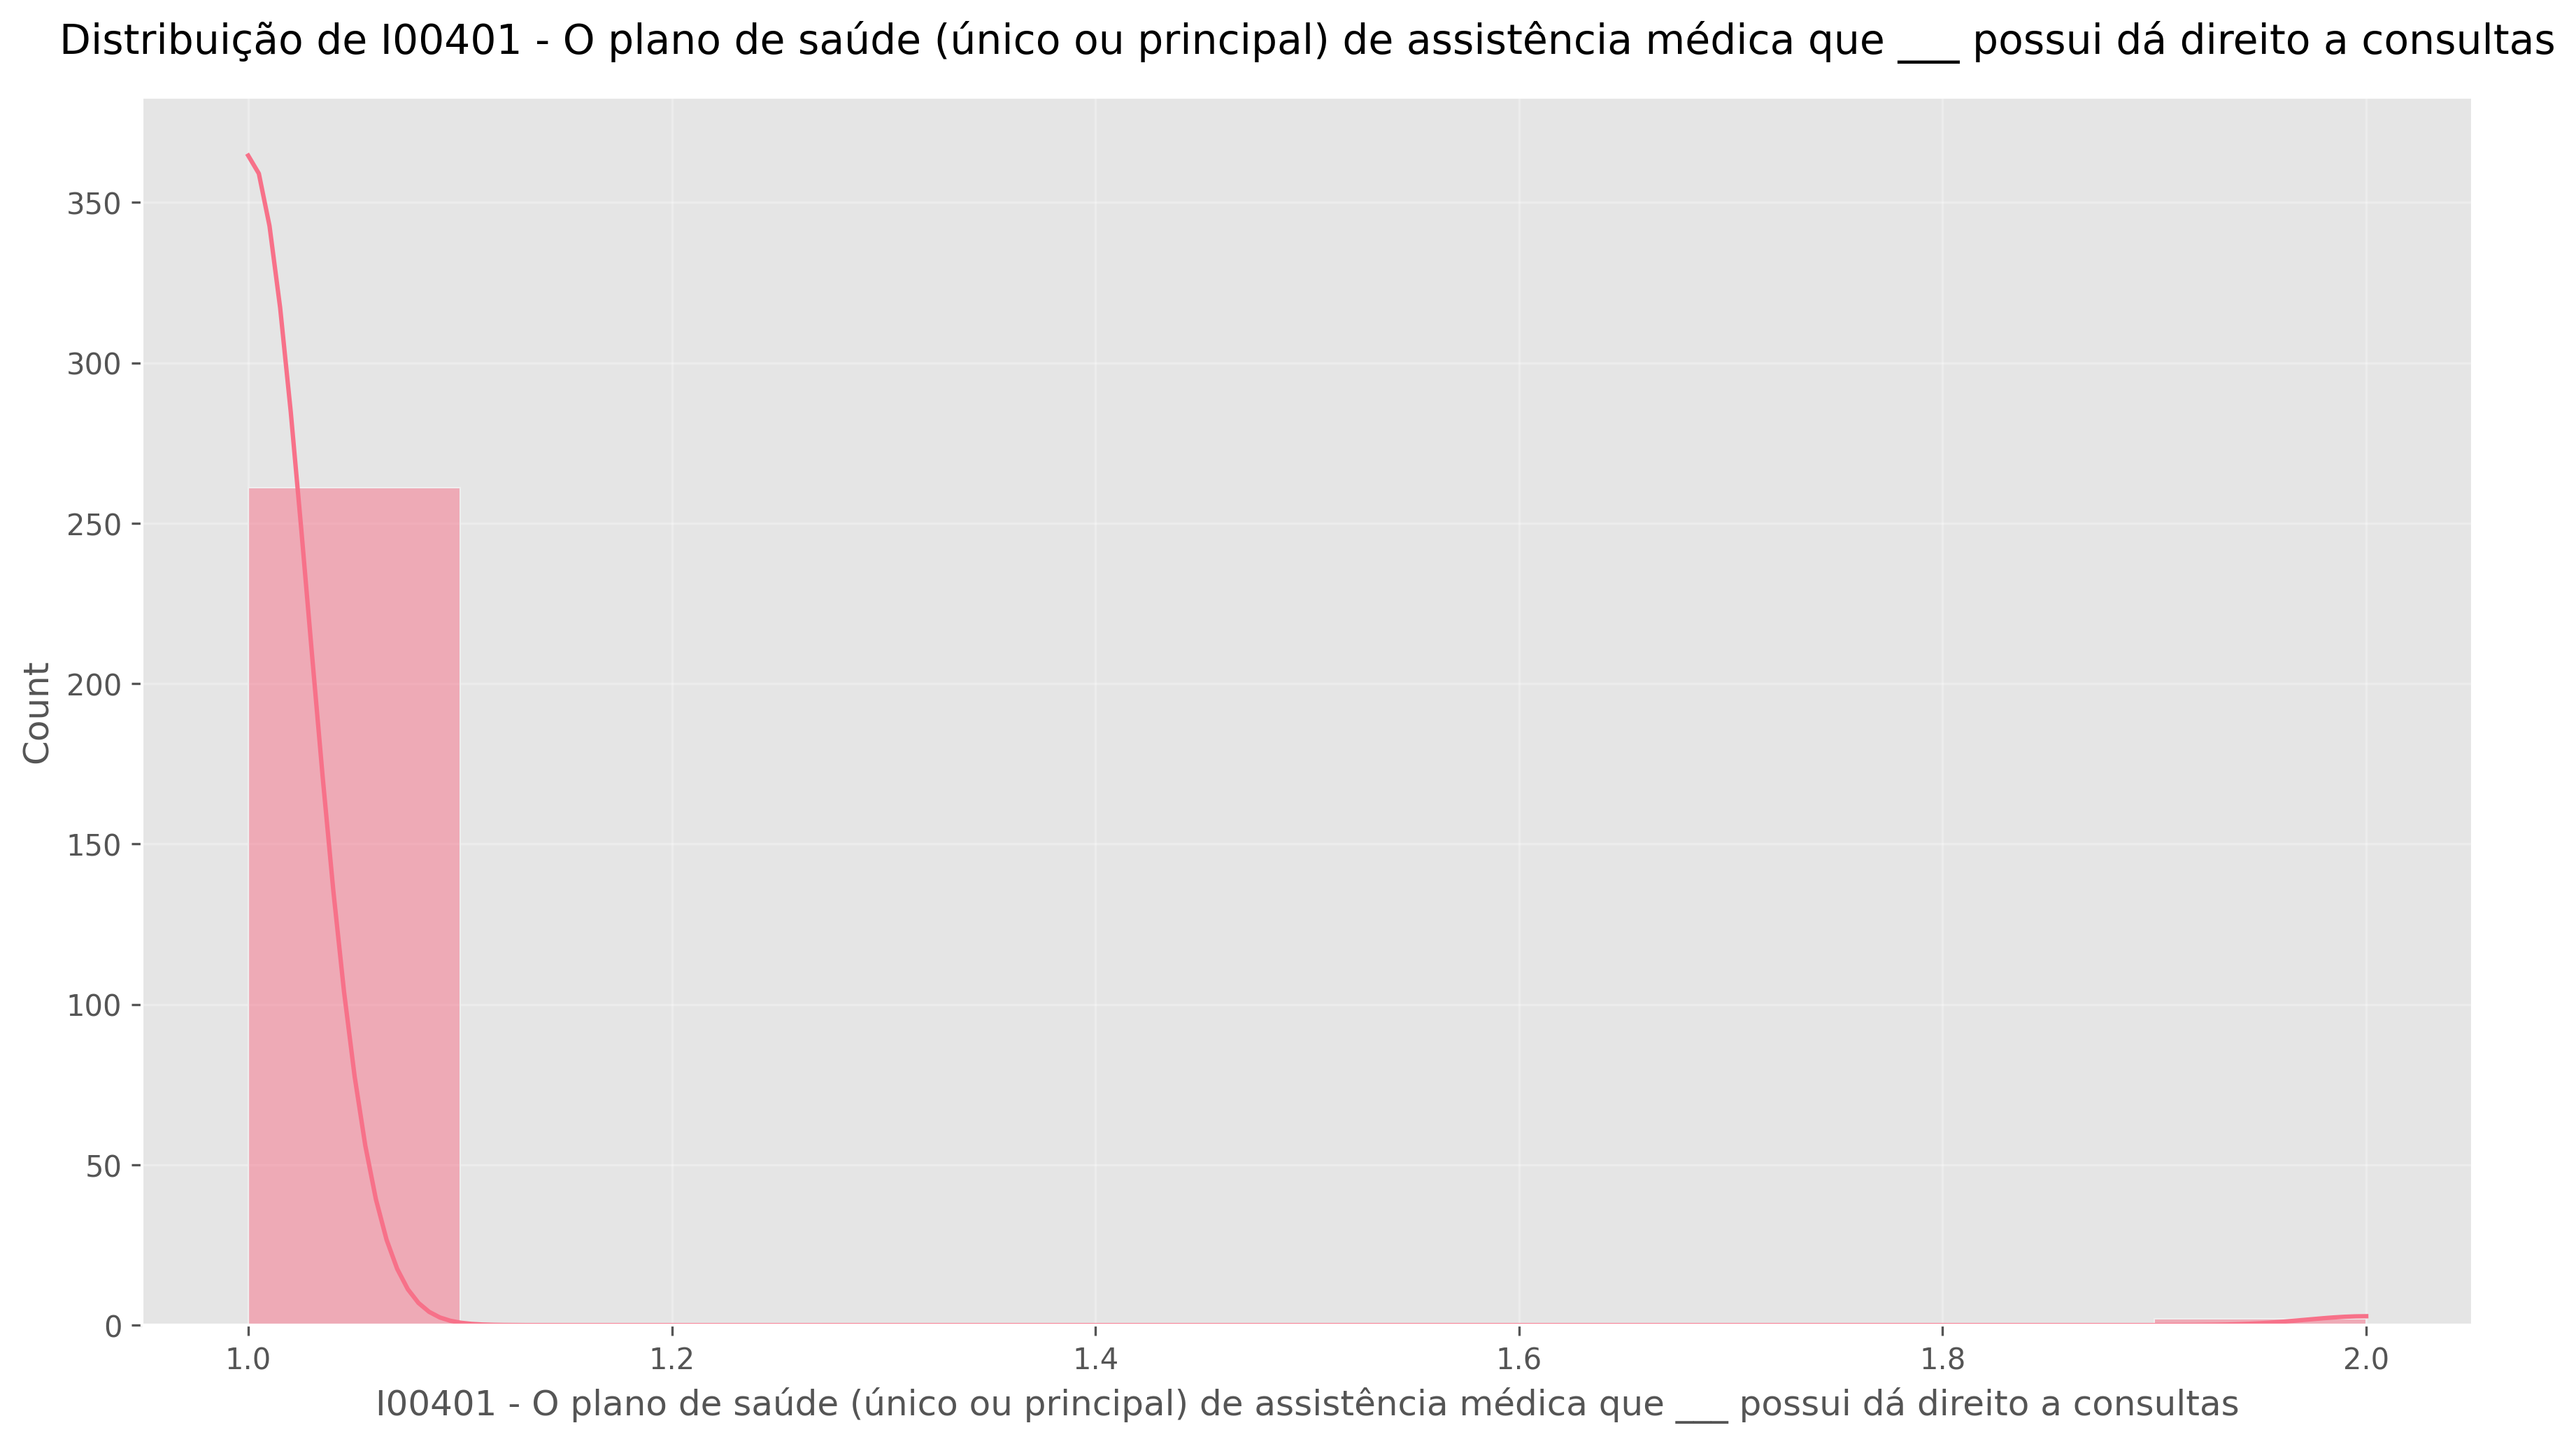 Distribuição de I00401 - O plano de saúde (único ou principal) de assistência médica que ___ possui dá direito a consultas
350
300
250
200
150
100
50
0
Count
1.0 1.2 1.4 1.6 1.8 2.0
I00401 - O plano de saúde (único ou principal) de assistência médica que ___ possui dá direito a consultas